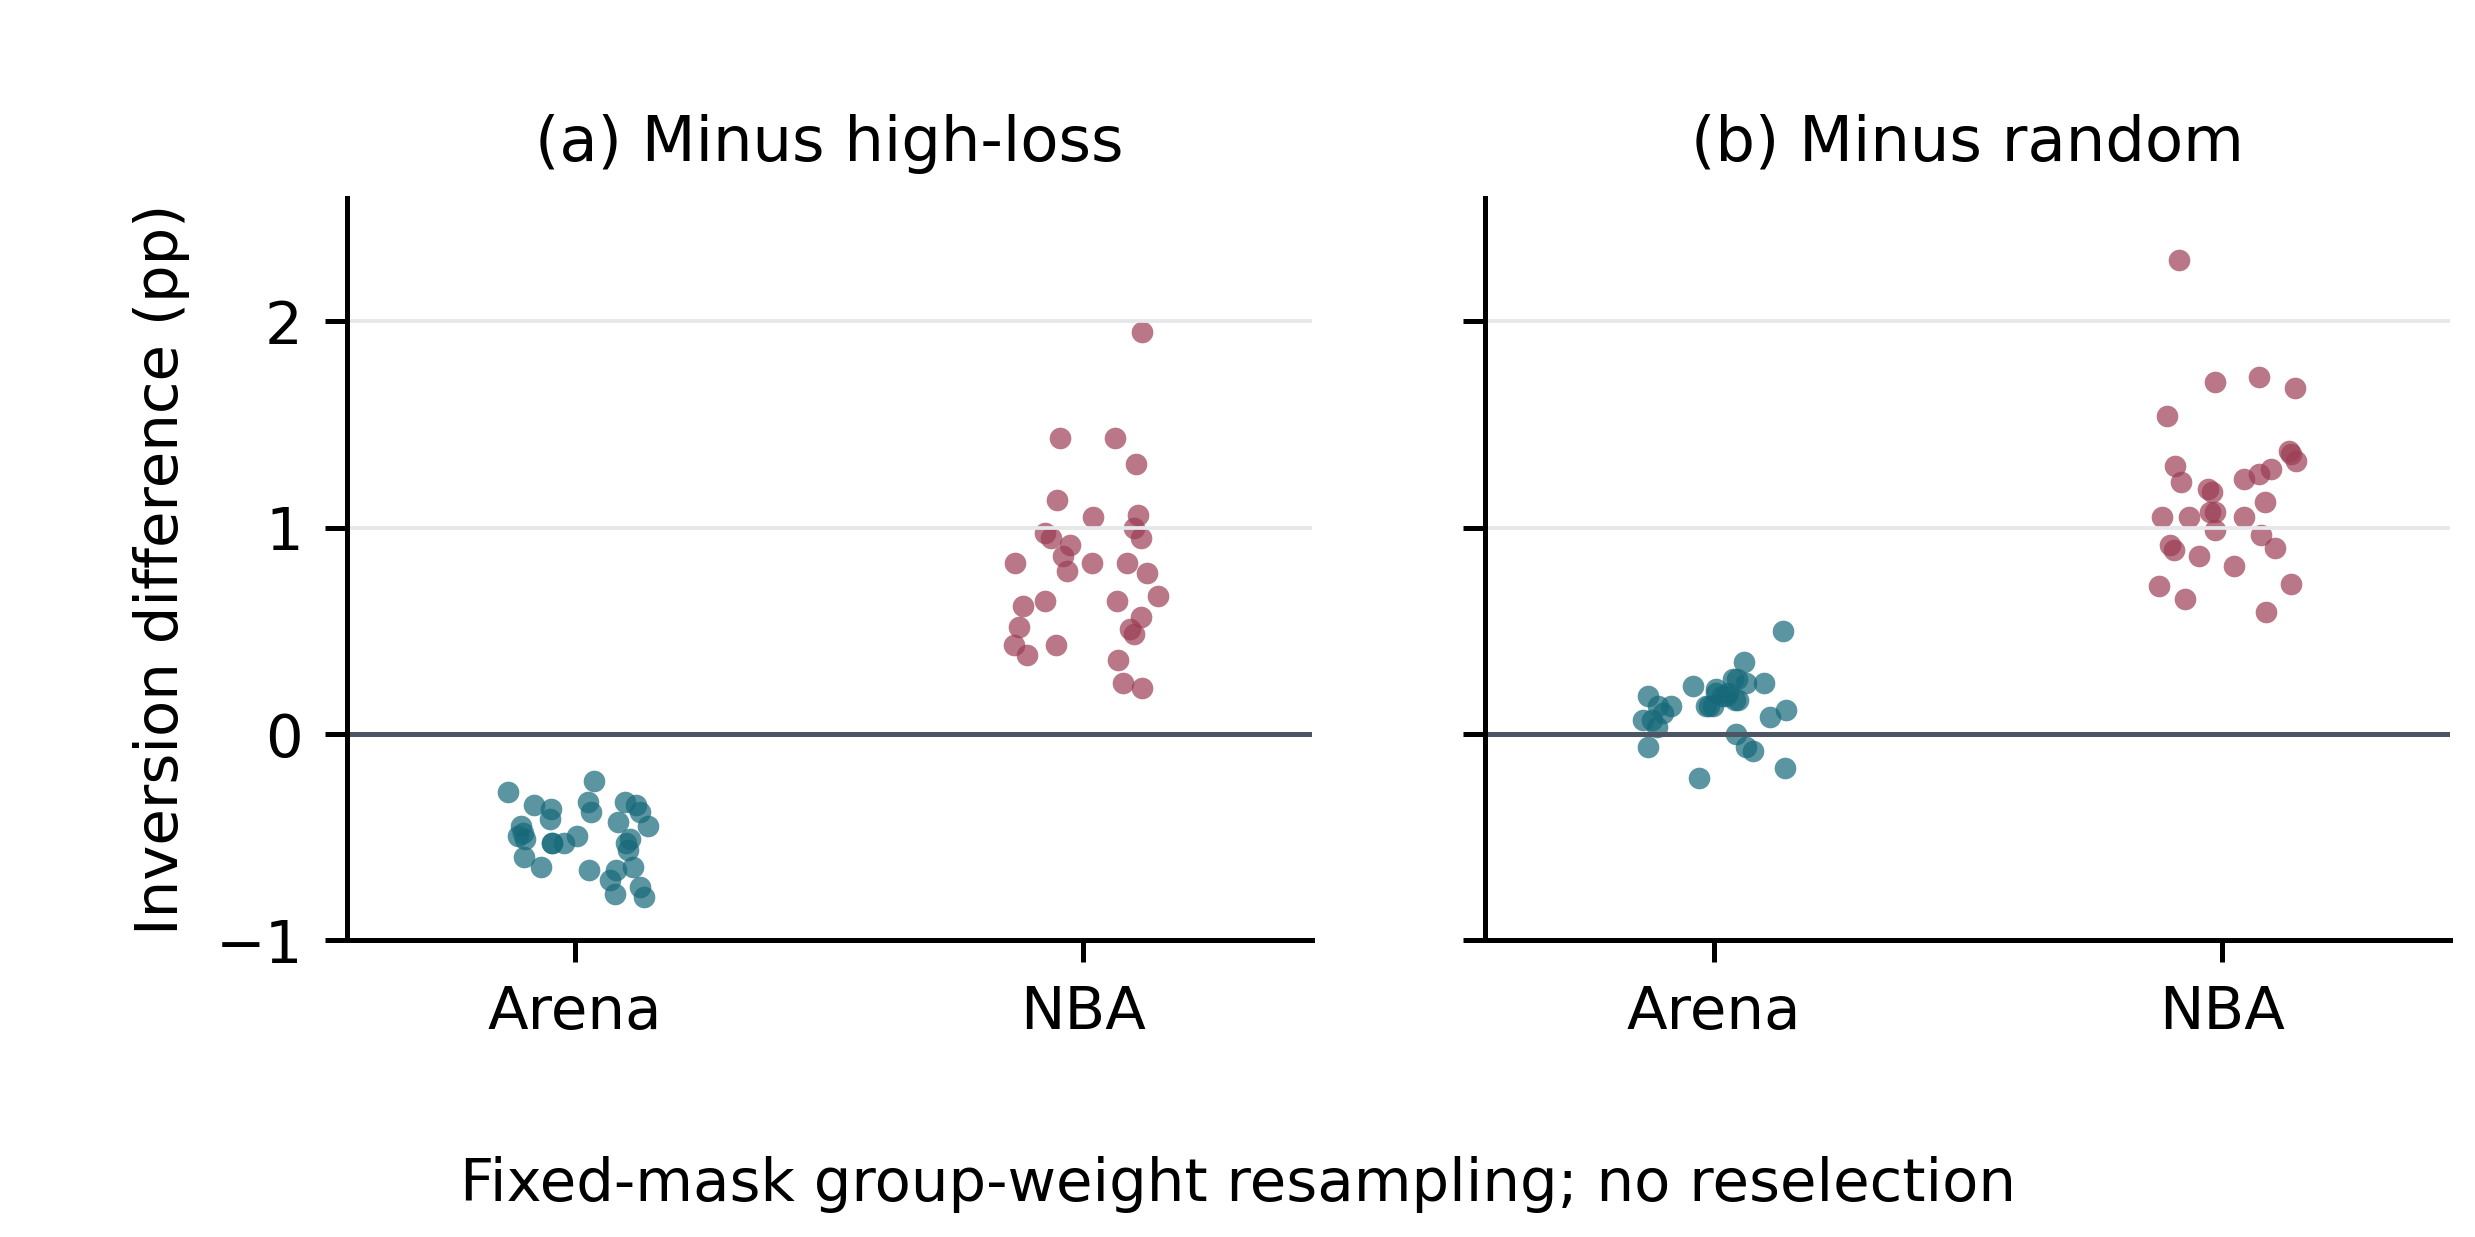 (a) Minus high-loss
(b) Minus random
Inversion difference (pp)
2
1
0
−1
Arena
NBA
Arena
NBA
Fixed-mask group-weight resampling; no reselection